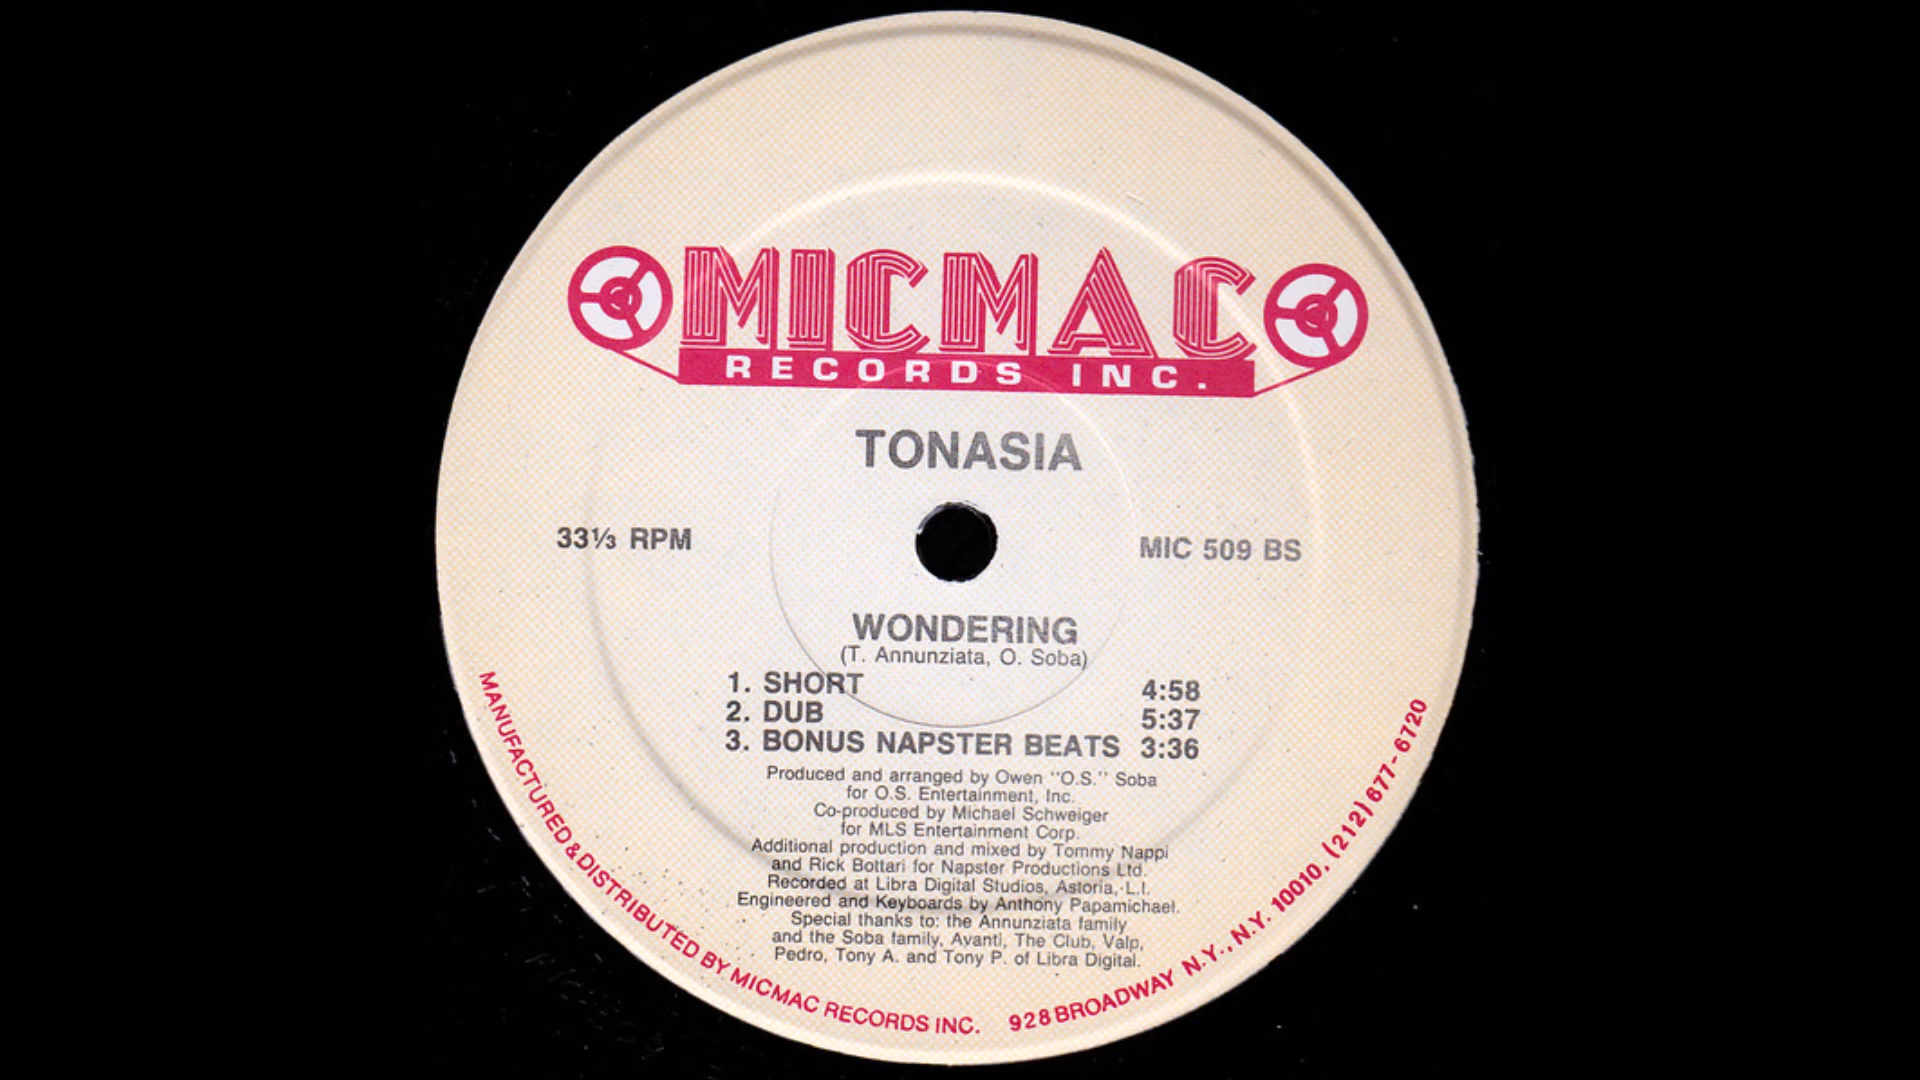 MICMAC
RECORDS INC.
TONASIA
33⅓ RPM
MIC 509 BS
WONDERING
(T. Annunziata, O. Soba)
1. SHORT 4:58
2. DUB 5:37
3. BONUS NAPSTER BEATS 3:36
Produced and arranged by Owen "O.S." Soba
for O.S. Entertainment, Inc.
Co-produced by Michael Schweiger
for MLS Entertainment Corp.
Additional production and mixed by Tommy Nappi
and Rick Bottari for Napster Productions Ltd.
Recorded at Libra Digital Studios, Astoria, L.I.
Engineered and Keyboards by Anthony Papamichael.
Special thanks to: the Annunziata family
and the Soba family, Avanti, The Club, Valp,
Pedro, Tony A. and Tony P. of Libra Digital.
MANUFACTURED & DISTRIBUTED BY MICMAC RECORDS INC. 928 BROADWAY N.Y., N.Y. 10010, (212) 677-6720